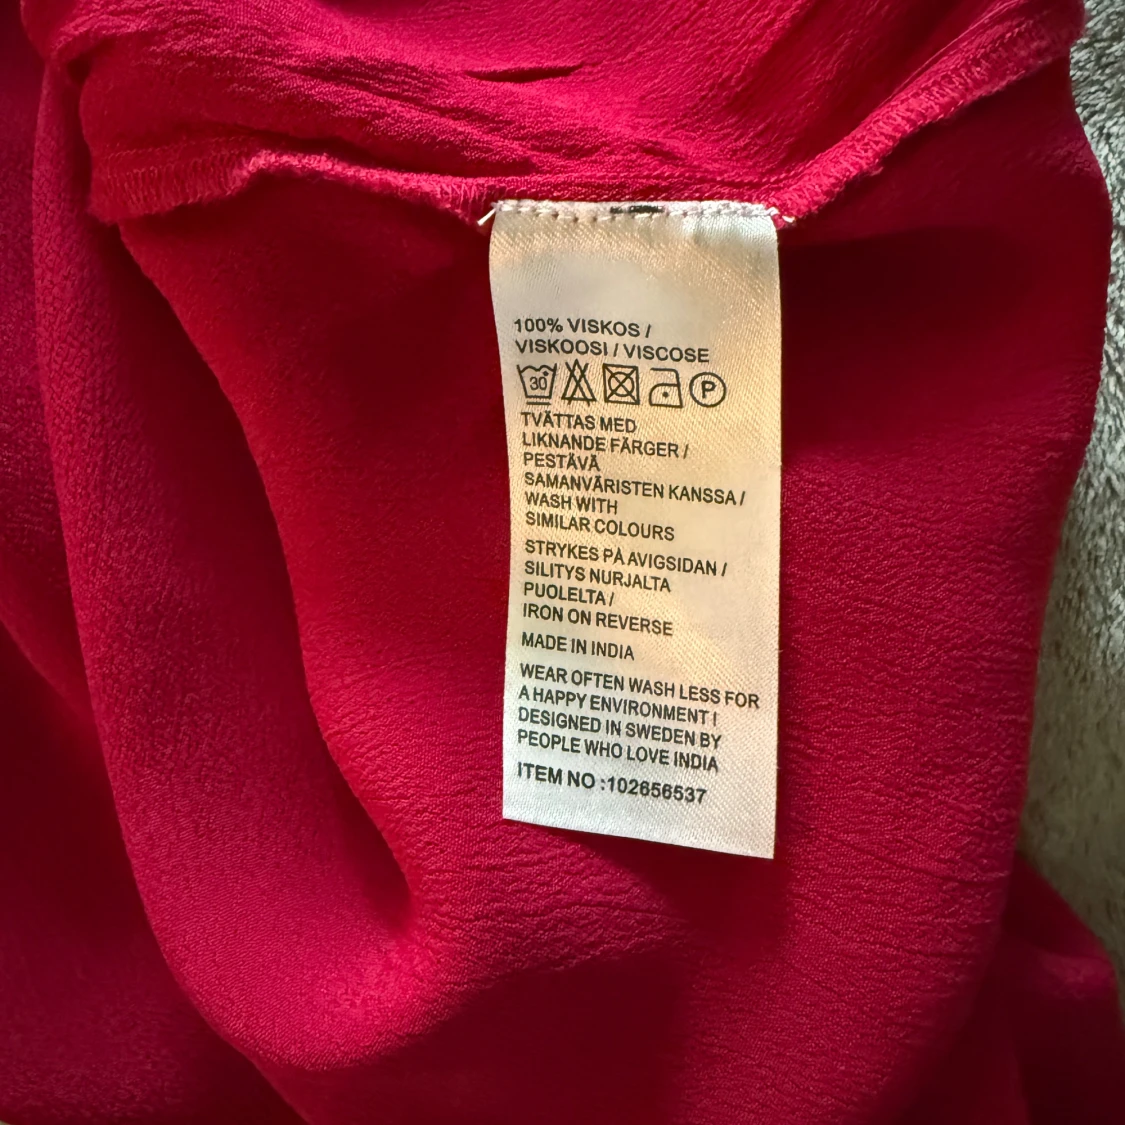 100% VISKOS /
VISKOOSI / VISCOSE
30° P
TVÄTTAS MED
LIKNANDE FÄRGER /
PESTÄVÄ
SAMANVÄRISTEN KANSSA /
WASH WITH
SIMILAR COLOURS
STRYKES PÅ AVIGSIDAN /
SILITYS NURJALTA
PUOLELTA /
IRON ON REVERSE
MADE IN INDIA
WEAR OFTEN WASH LESS FOR
A HAPPY ENVIRONMENT I
DESIGNED IN SWEDEN BY
PEOPLE WHO LOVE INDIA
ITEM NO :102656537